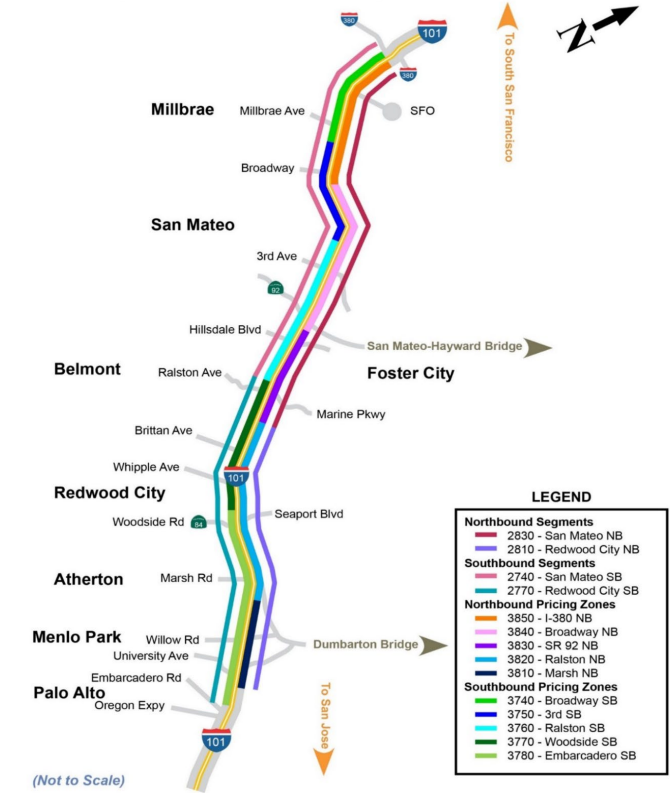 380
101
N
To South San Francisco
380
Millbrae
Millbrae Ave
SFO
Broadway
San Mateo
3rd Ave
92
Hillsdale Blvd
San Mateo-Hayward Bridge
Belmont
Ralston Ave
Foster City
Marine Pkwy
Brittan Ave
Whipple Ave
101
Redwood City
Woodside Rd
84
Seaport Blvd
Atherton
Marsh Rd
Menlo Park
Willow Rd
Dumbarton Bridge
University Ave
Embarcadero Rd
Palo Alto
Oregon Expy
To San Jose
101
(Not to Scale)
LEGEND
Northbound Segments
2830 - San Mateo NB
2810 - Redwood City NB
Southbound Segments
2740 - San Mateo SB
2770 - Redwood City SB
Northbound Pricing Zones
3850 - I-380 NB
3840 - Broadway NB
3830 - SR 92 NB
3820 - Ralston NB
3810 - Marsh NB
Southbound Pricing Zones
3740 - Broadway SB
3750 - 3rd SB
3760 - Ralston SB
3770 - Woodside SB
3780 - Embarcadero SB